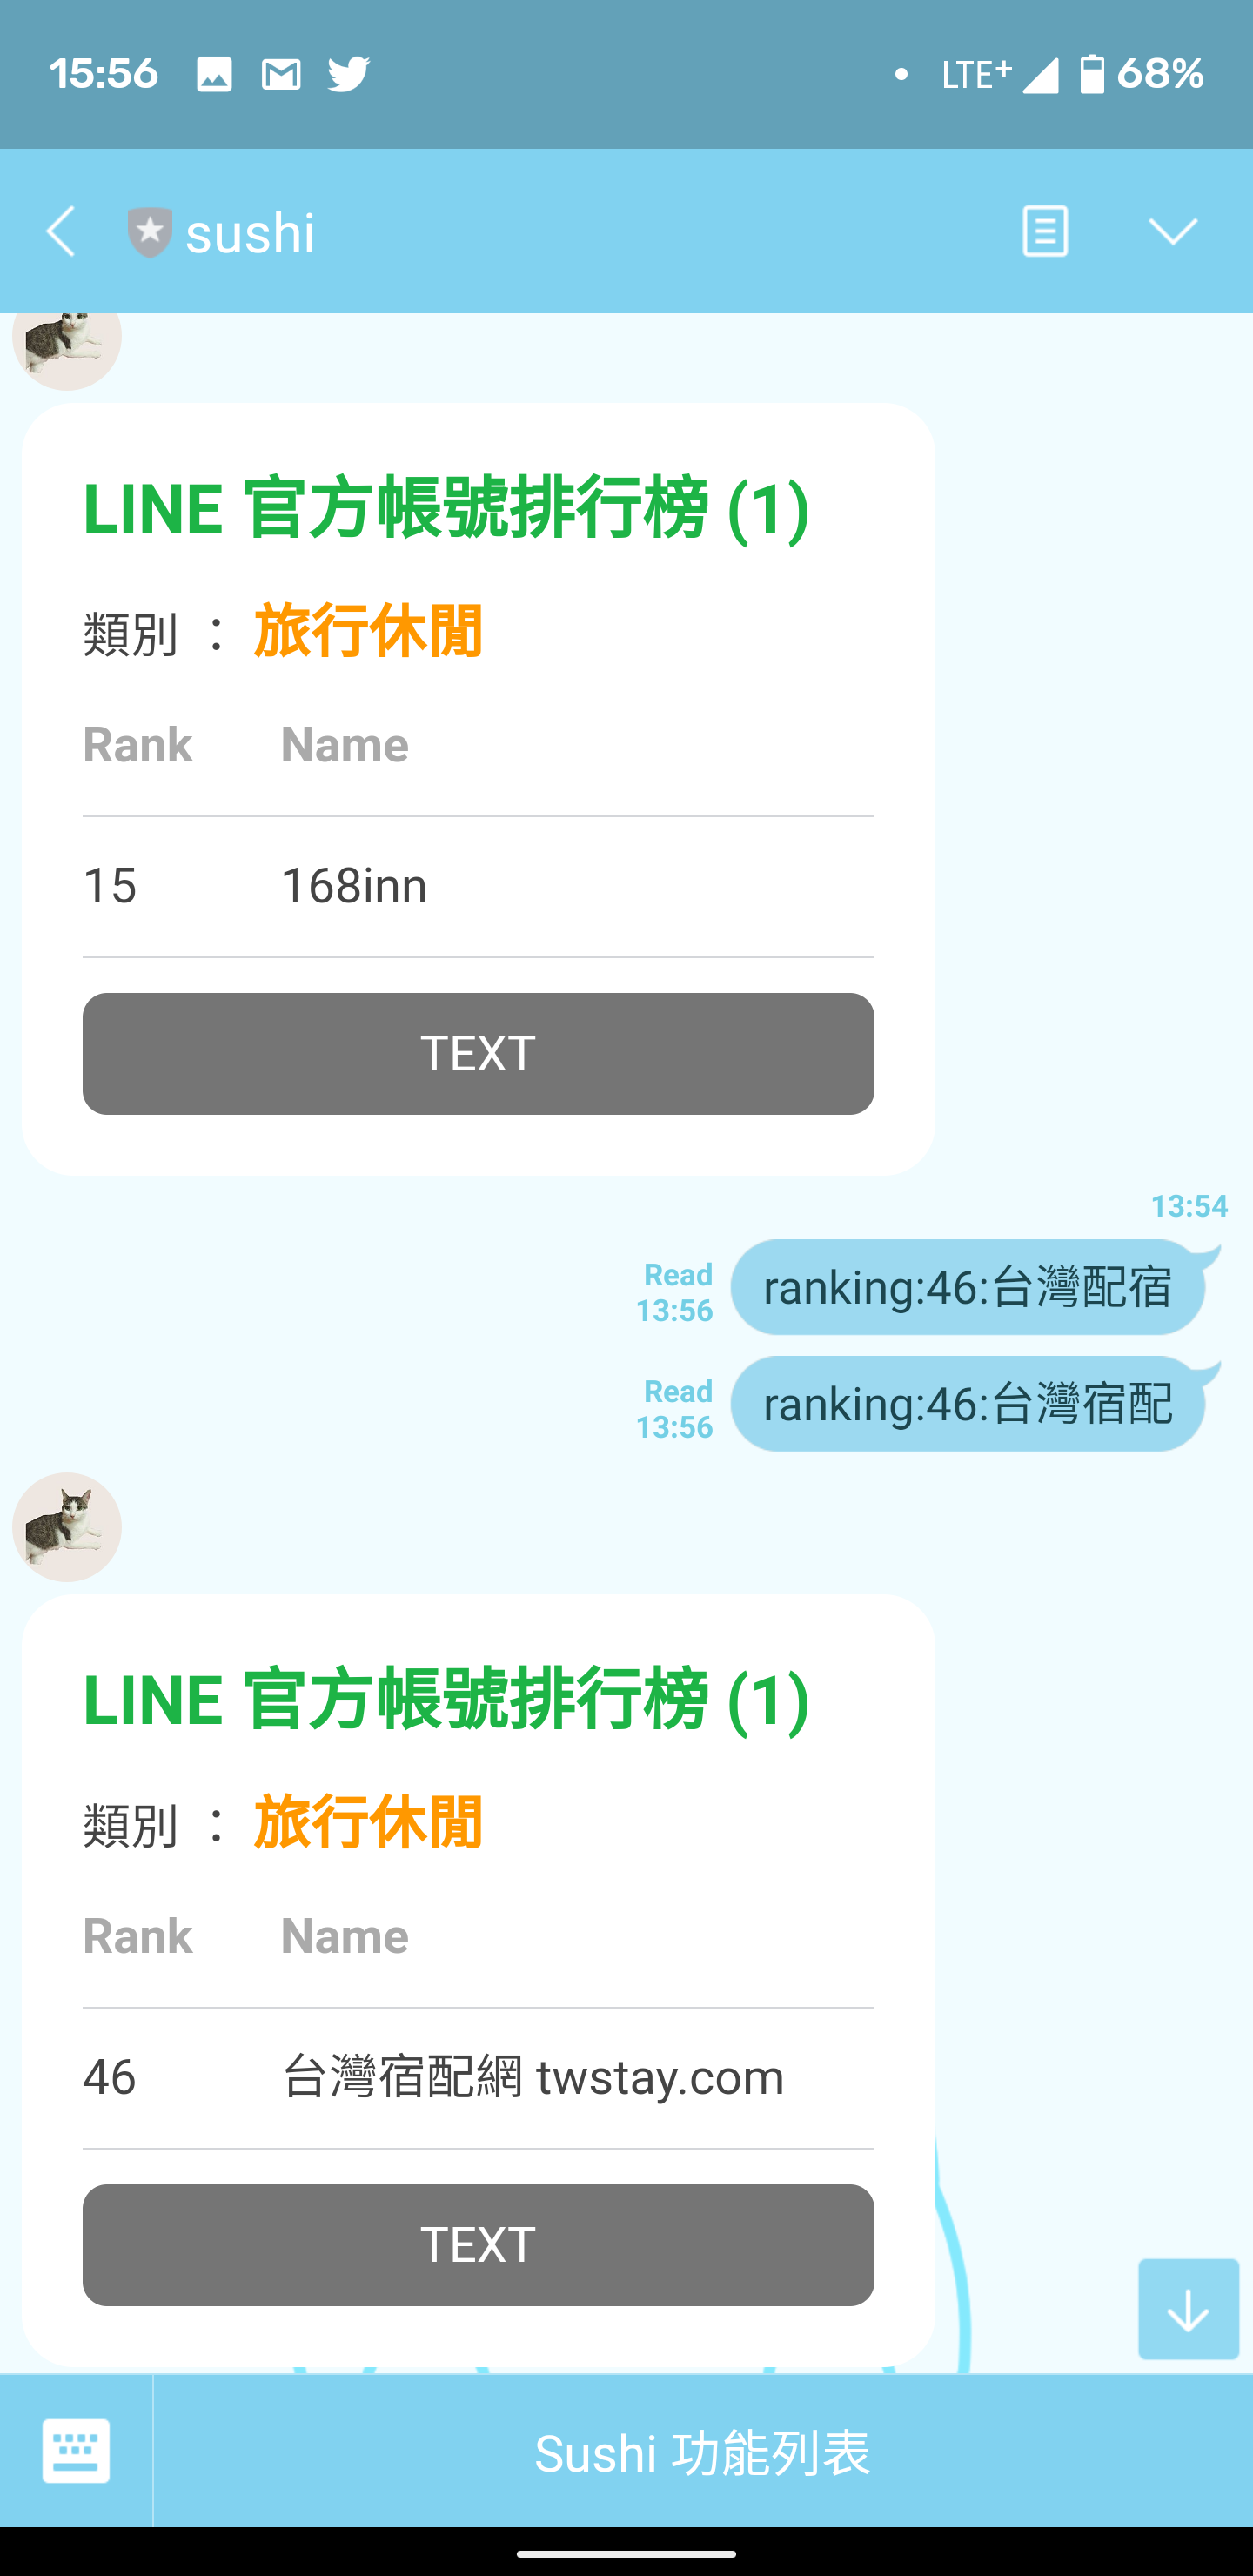 15:56 LTE+ 68%
sushi
LINE 官方帳號排行榜 (1)
類別 : 旅行休閒
Rank Name
15 168inn
TEXT
13:54
Read
13:56
ranking:46:台灣配宿
Read
13:56
ranking:46:台灣宿配
LINE 官方帳號排行榜 (1)
類別 : 旅行休閒
Rank Name
46 台灣宿配網 twstay.com
TEXT
Sushi 功能列表